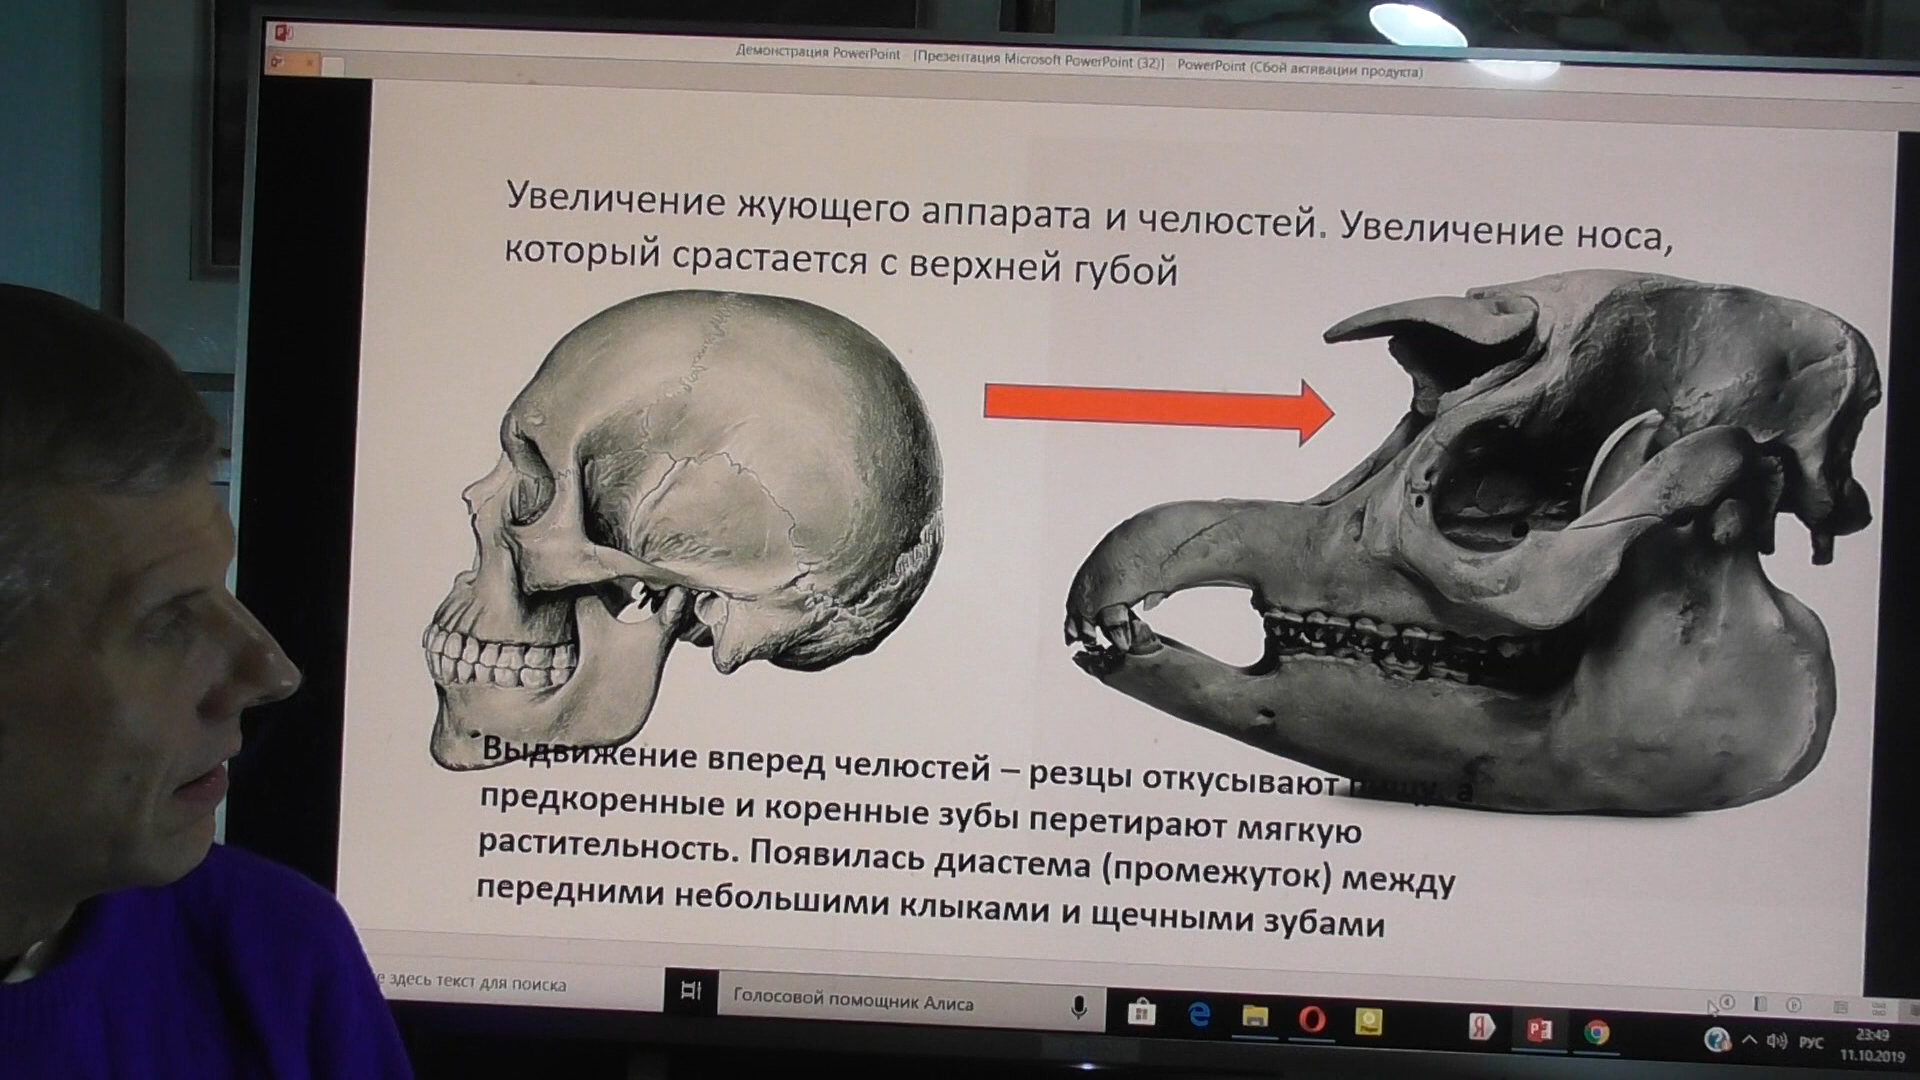 Демонстрация PowerPoint - [Презентация Microsoft PowerPoint (32)] - PowerPoint (Сбой активации продукта)
Увеличение жующего аппарата и челюстей. Увеличение носа,
который срастается с верхней губой
Выдвижение вперед челюстей – резцы откусывают пищу, а
предкоренные и коренные зубы перетирают мягкую
растительность. Появилась диастема (промежуток) между
передними небольшими клыками и щечными зубами
здесь текст для поиска
Голосовой помощник Алиса
Я
РУС
23:49
11.10.2019